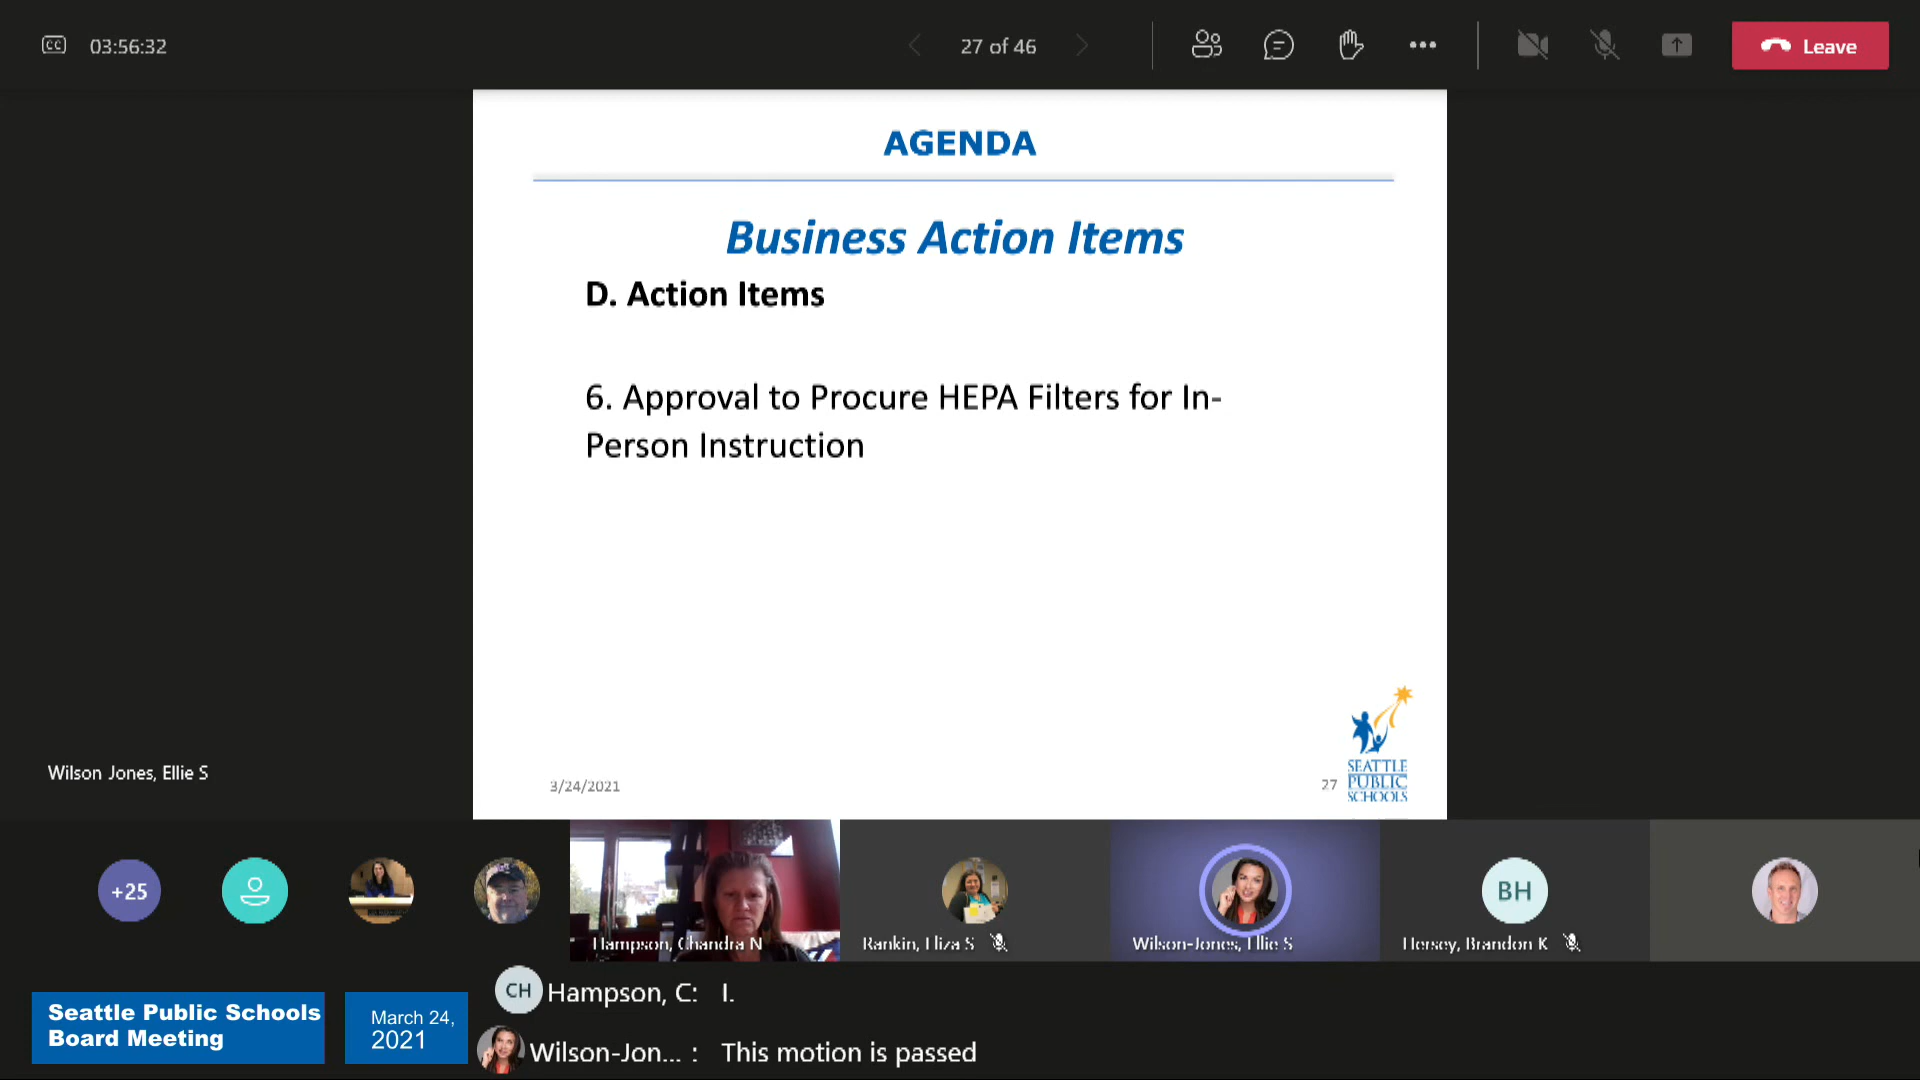 CC 03:56:32 27 of 46 Leave
AGENDA
Business Action Items
D. Action Items
6. Approval to Procure HEPA Filters for In-
Person Instruction
3/24/2021 27
SEATTLE
PUBLIC
SCHOOLS
Wilson Jones, Ellie S
+25
BH
Hampson, Chandra N
Rankin, Eliza S
Wilson-Jones, Ellie S
Hersey, Brandon K
CH Hampson, C: I.
Wilson-Jon... : This motion is passed
Seattle Public Schools
Board Meeting
March 24,
2021